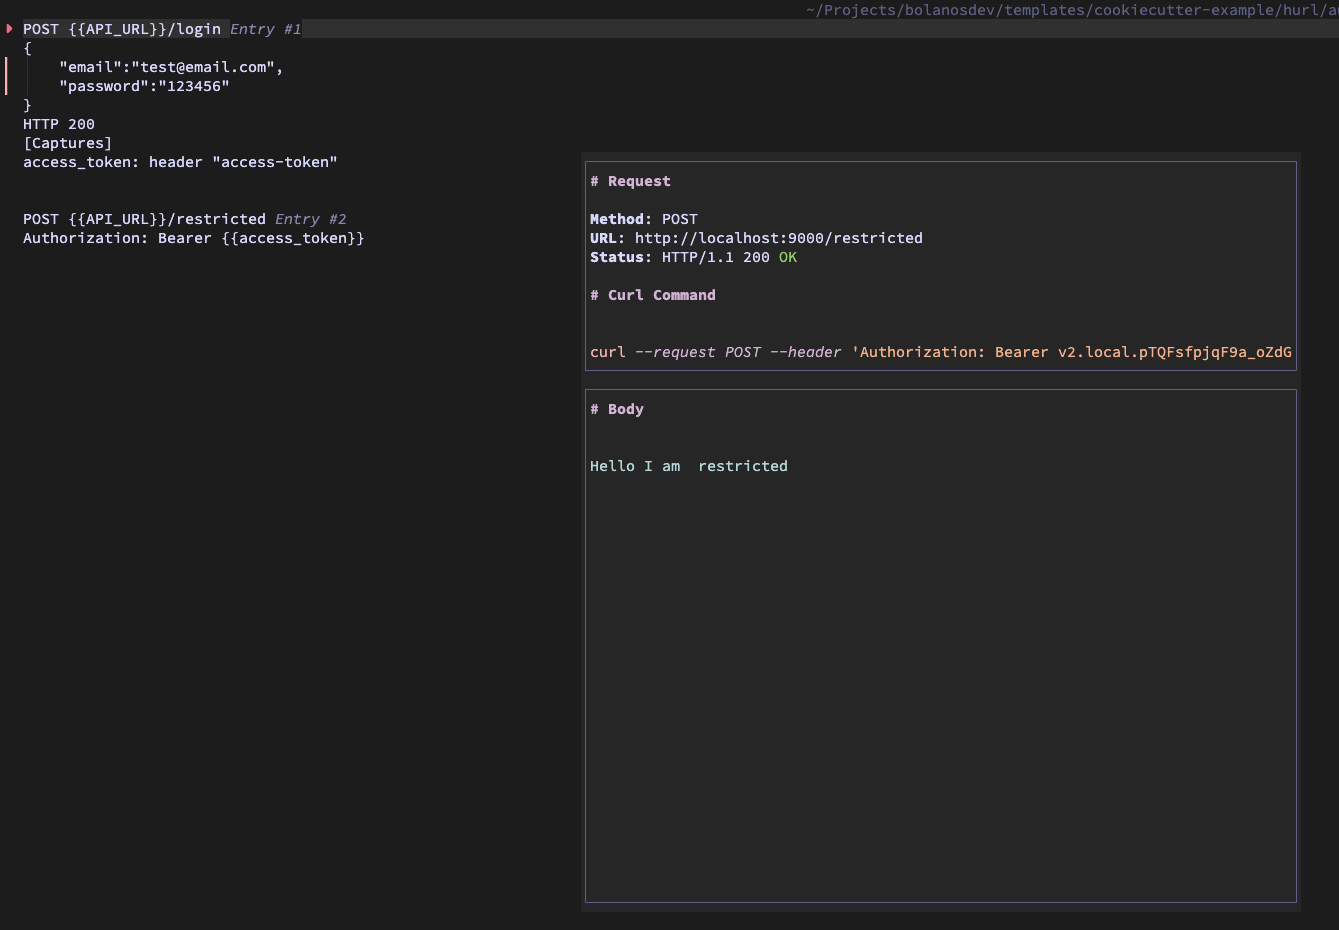 ~/Projects/bolanosdev/templates/cookiecutter-example/hurl/
POST {{API_URL}}/login Entry #1
{
    "email":"test@email.com",
    "password":"123456"
}
HTTP 200
[Captures]
access_token: header "access-token"
POST {{API_URL}}/restricted Entry #2
Authorization: Bearer {{access_token}}
# Request
Method: POST
URL: http://localhost:9000/restricted
Status: HTTP/1.1 200 OK
# Curl Command
curl --request POST --header 'Authorization: Bearer v2.local.pTQFsfpjqF9a_oZdG
# Body
Hello I am  restricted